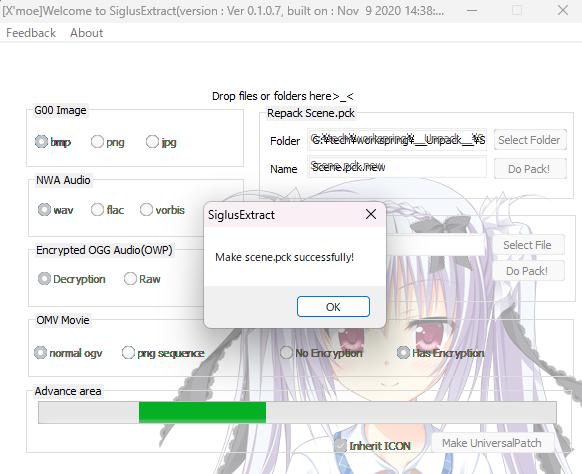 [X'moe]Welcome to SiglusExtract(version : Ver 0.1.0.7, built on : Nov 9 2020 14:38:...
Feedback About
Drop files or folders here>_<
G00 Image
bmp png jpg
Repack Scene.pck
Folder G:¥tech¥workspring¥__Unpack__¥S Select Folder
Name Scene.pck.new Do Pack!
NWA Audio
wav flac vorbis
SiglusExtract
Make scene.pck successfully!
OK
Select File
Do Pack!
Encrypted OGG Audio(OWP)
Decryption Raw
OMV Movie
normal ogv png sequence No Encryption Has Encryption
Advance area
Inherit ICON Make UniversalPatch